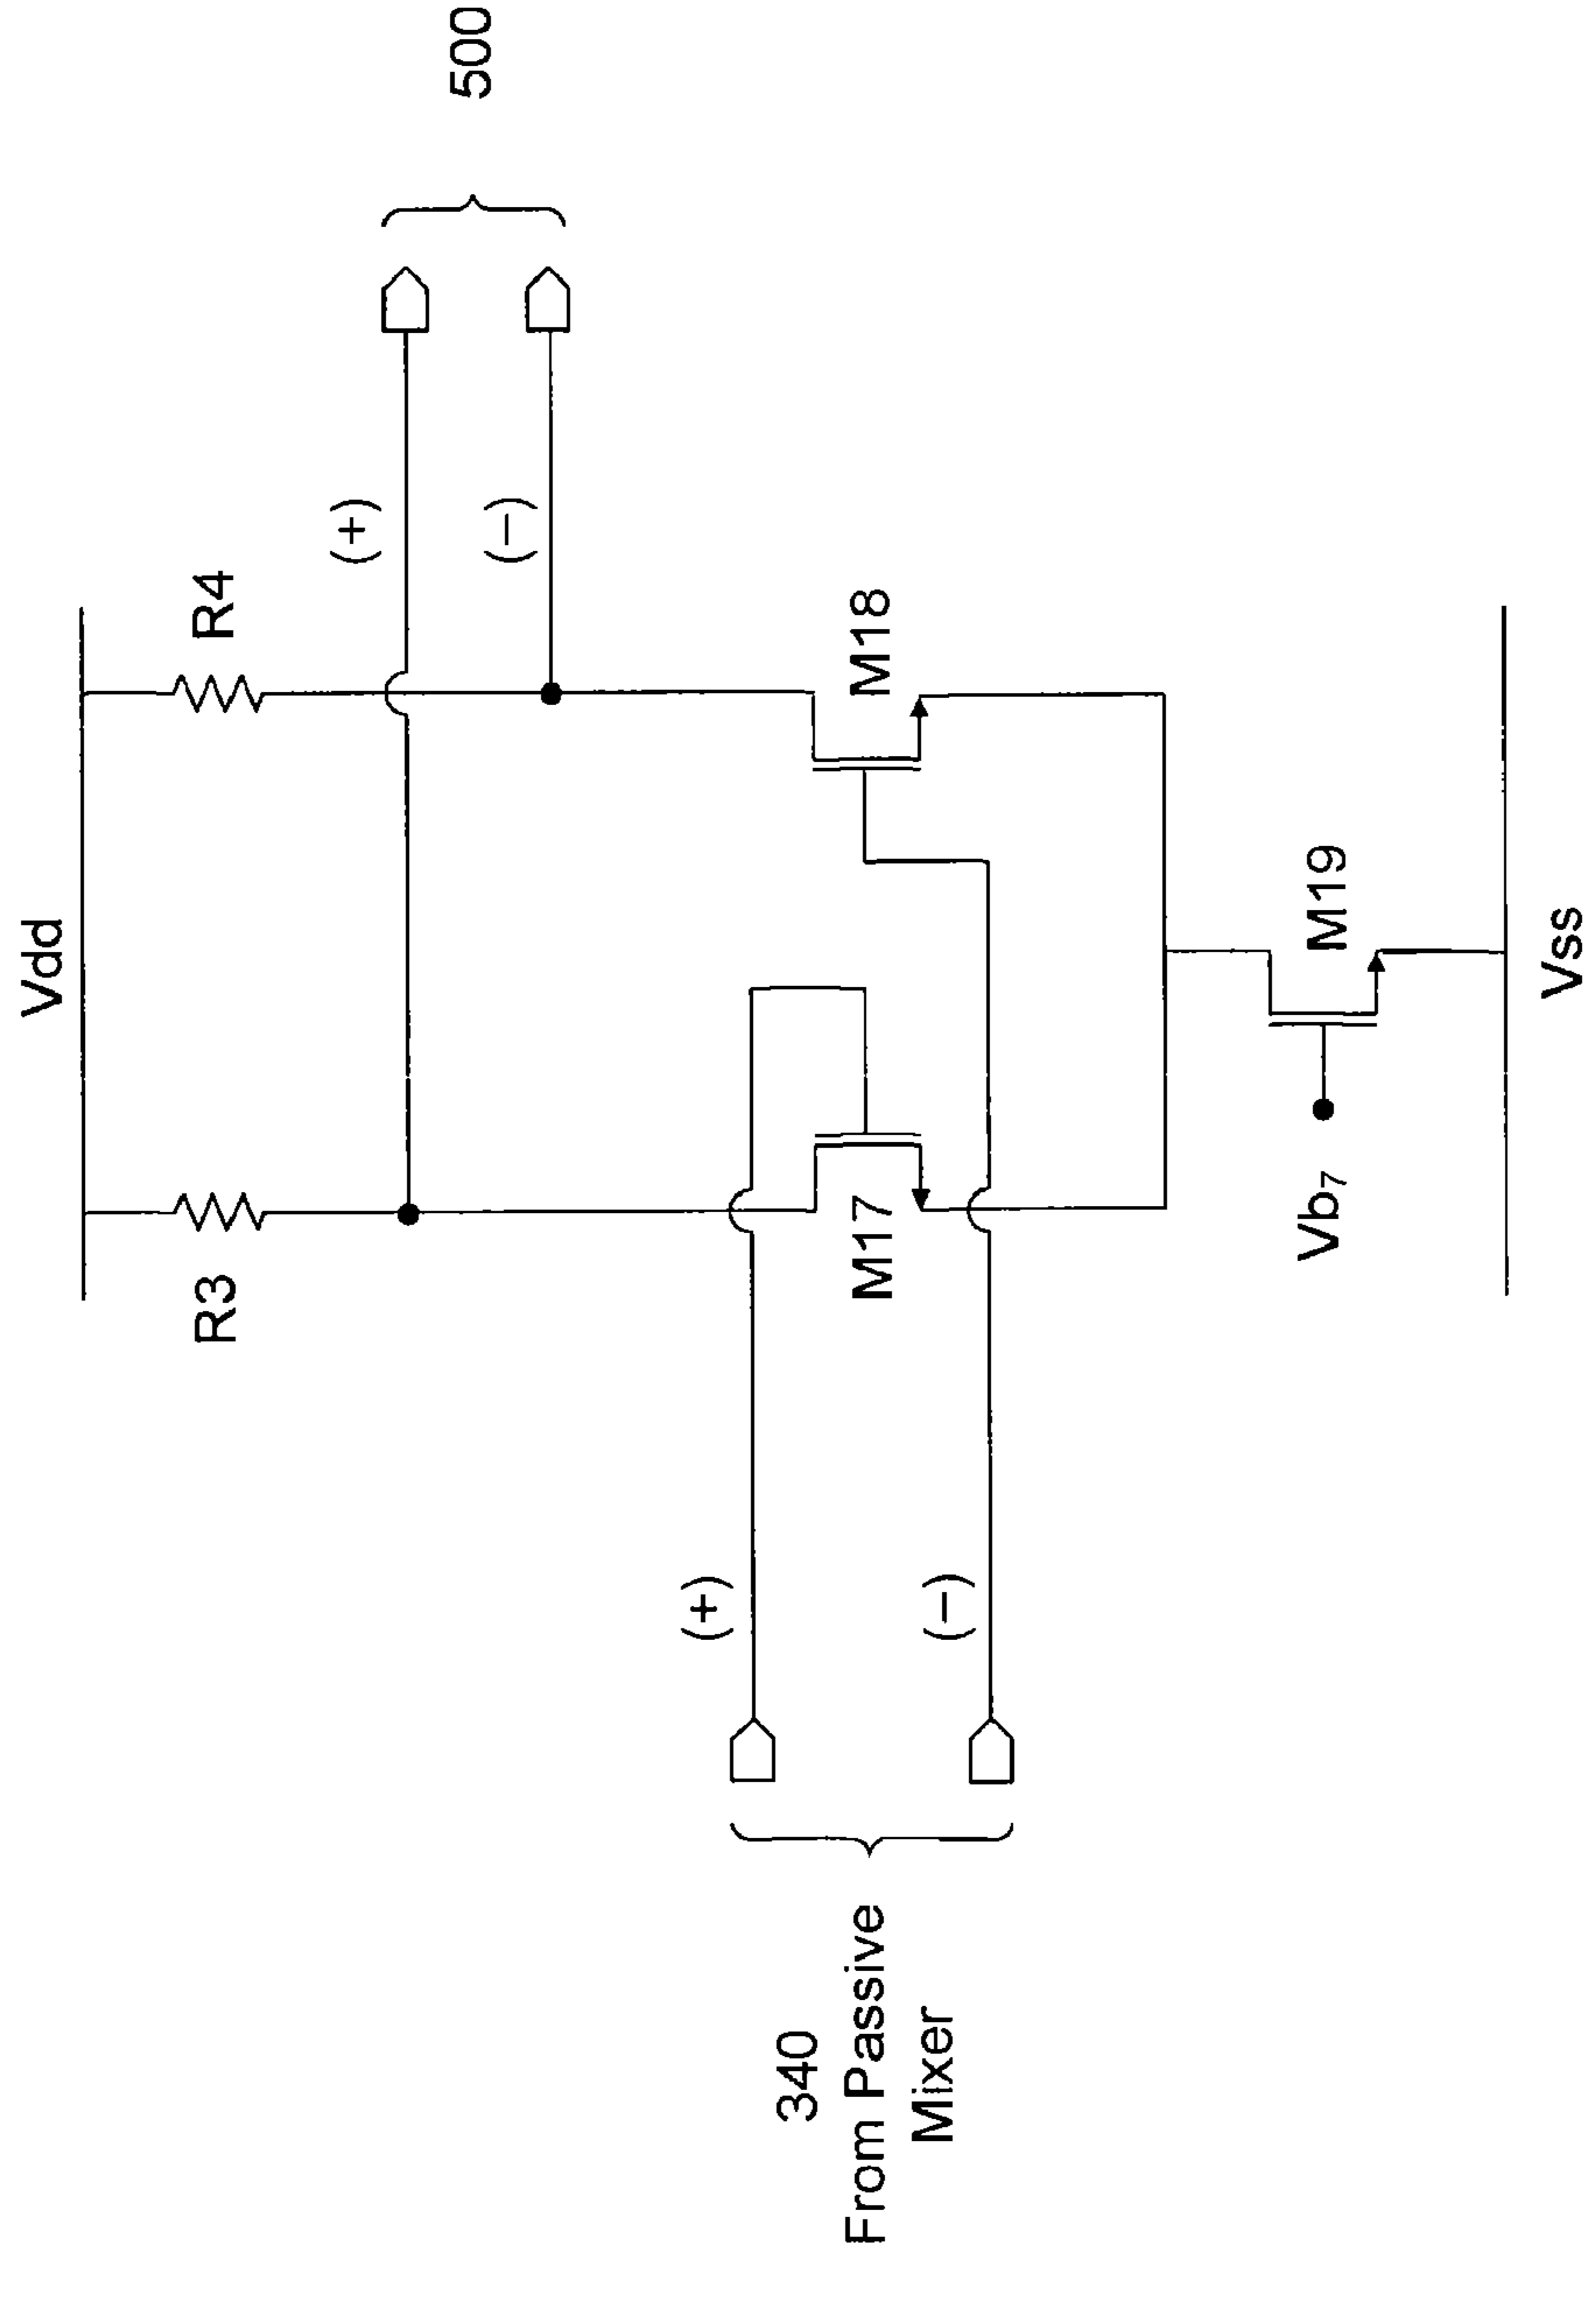 Vdd
R3
R4
(+)
(−)
500
(+)
(−)
340
From Passive
Mixer
M17
M18
Vb₇
M19
Vss